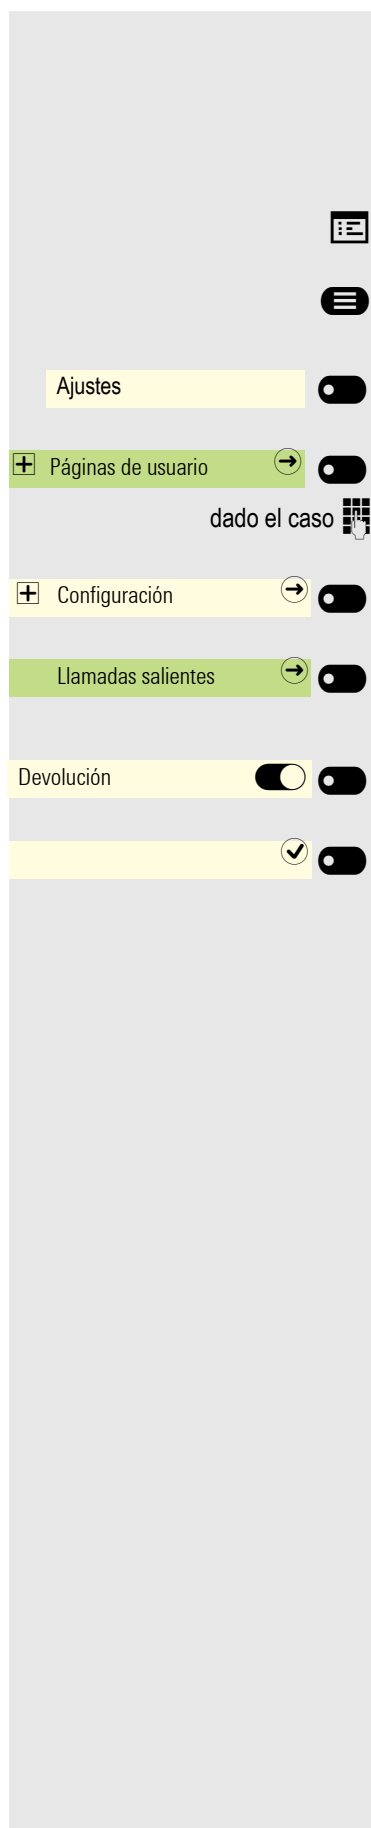 Ajustes
Páginas de usuario
dado el caso
Configuración
Llamadas salientes
Devolución